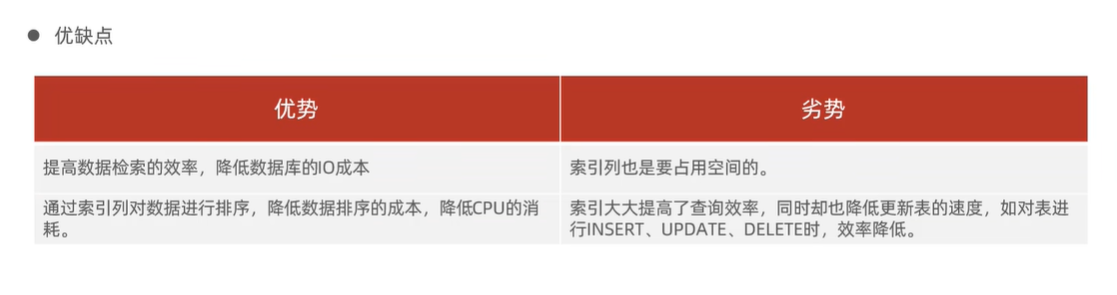 优缺点
优势
劣势
提高数据检索的效率，降低数据库的IO成本
索引列也是要占用空间的。
通过索引列对数据进行排序，降低数据排序的成本，降低CPU的消
耗。
索引大大提高了查询效率，同时却也降低更新表的速度，如对表进
行INSERT、UPDATE、DELETE时，效率降低。